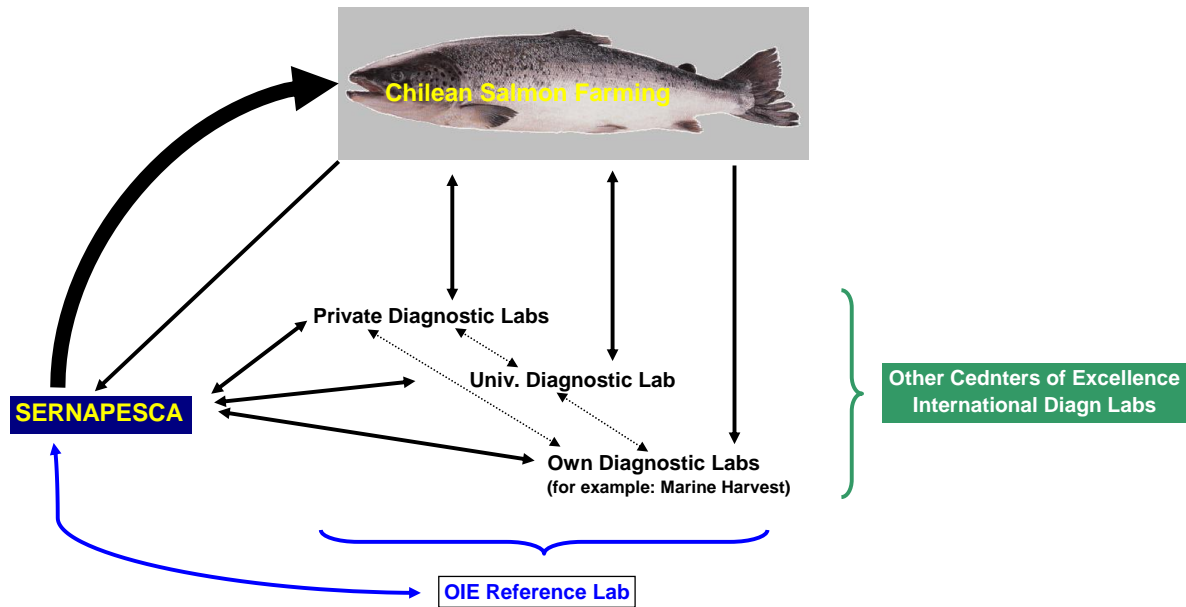 Chilean Salmon Farming
Private Diagnostic Labs
Univ. Diagnostic Lab
Other Cednters of Excellence
International Diagn Labs
SERNAPESCA
Own Diagnostic Labs
(for example: Marine Harvest)
OIE Reference Lab